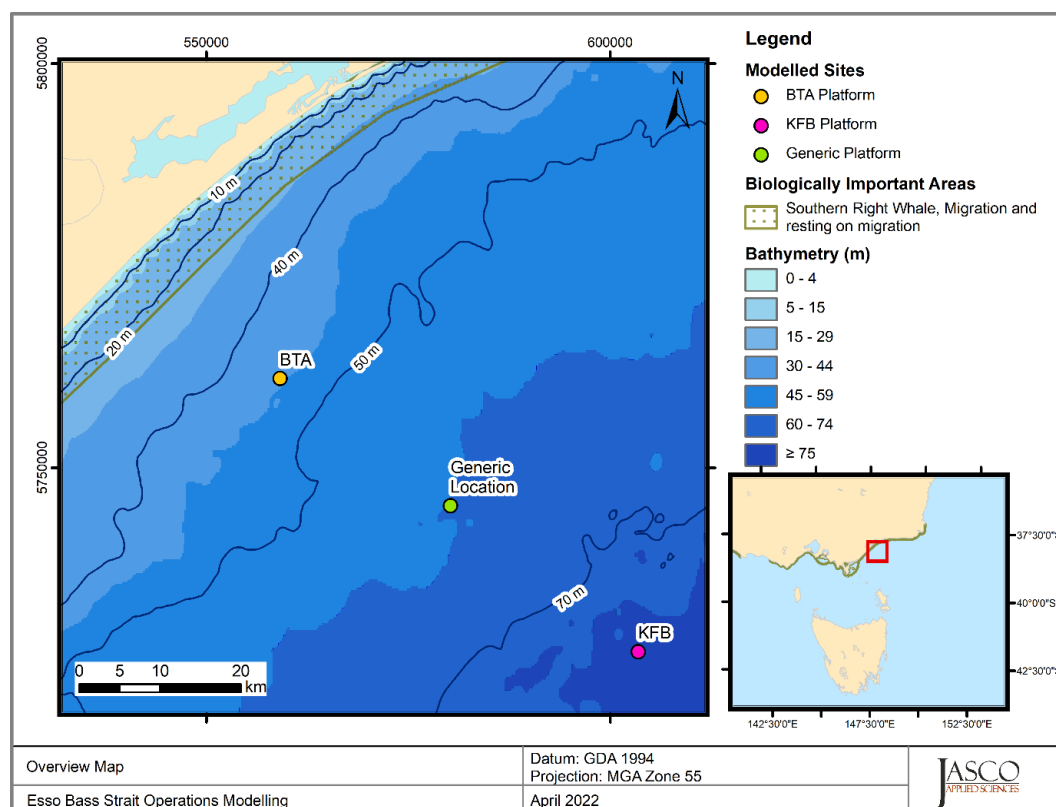 550000
600000
5800000
5750000
N
10 m
20 m
40 m
50 m
70 m
BTA
Generic
Location
KFB
0 5 10 20
km
Legend
Modelled Sites
BTA Platform
KFB Platform
Generic Platform
Biologically Important Areas
Southern Right Whale, Migration and
resting on migration
Bathymetry (m)
0 - 4
5 - 15
15 - 29
30 - 44
45 - 59
60 - 74
≥ 75
37°30'0"S
40°0'0"S
42°30'0"S
142°30'0"E
147°30'0"E
152°30'0"E
Overview Map
Datum: GDA 1994
Projection: MGA Zone 55
Esso Bass Strait Operations Modelling
April 2022
JASCO
APPLIED SCIENCES